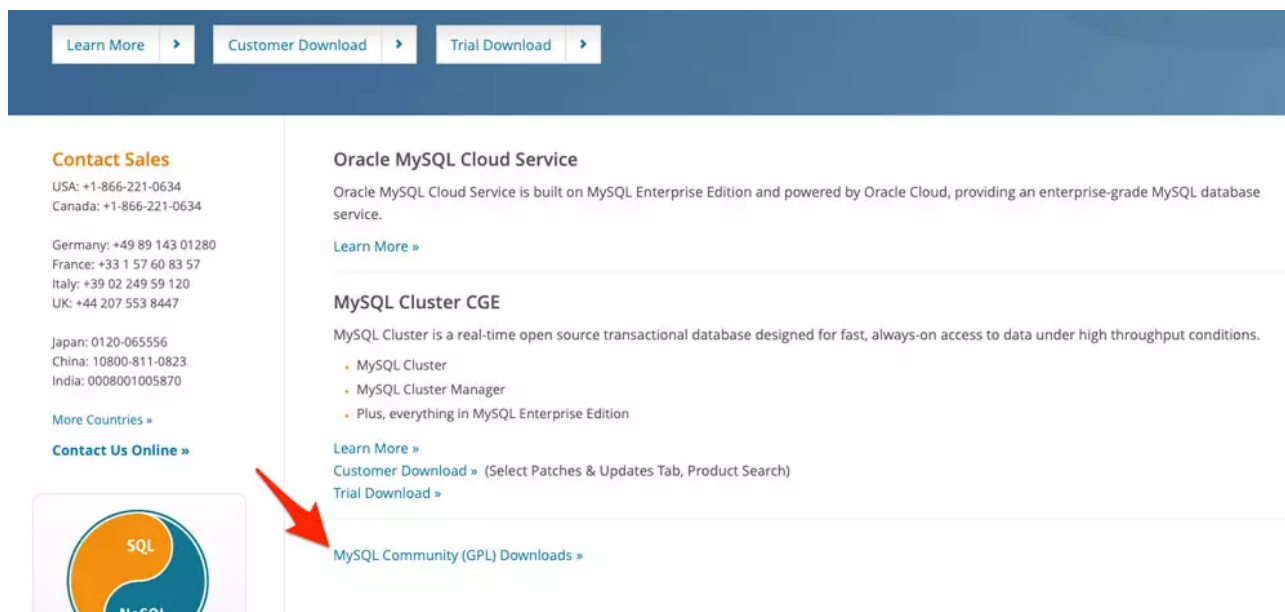 Learn More
Customer Download
Trial Download
Contact Sales
USA: +1-866-221-0634
Canada: +1-866-221-0634
Germany: +49 89 143 01280
France: +33 1 57 60 83 57
Italy: +39 02 249 59 120
UK: +44 207 553 8447
Japan: 0120-065556
China: 10800-811-0823
India: 0008001005870
More Countries »
Contact Us Online »
SQL
NoSQL
Oracle MySQL Cloud Service
Oracle MySQL Cloud Service is built on MySQL Enterprise Edition and powered by Oracle Cloud, providing an enterprise-grade MySQL database
service.
Learn More »
MySQL Cluster CGE
MySQL Cluster is a real-time open source transactional database designed for fast, always-on access to data under high throughput conditions.
• MySQL Cluster
• MySQL Cluster Manager
• Plus, everything in MySQL Enterprise Edition
Learn More »
Customer Download » (Select Patches & Updates Tab, Product Search)
Trial Download »
MySQL Community (GPL) Downloads »